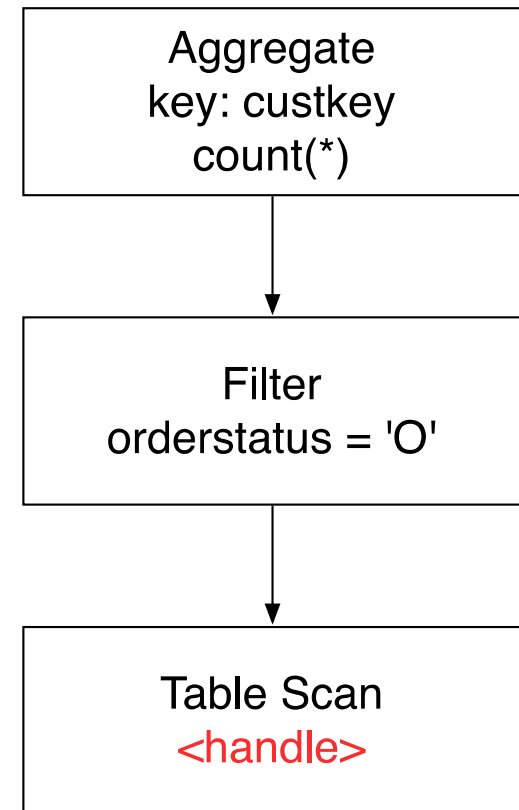 Aggregate
key: custkey
count(*)
Filter
orderstatus = 'O'
Table Scan
<handle>